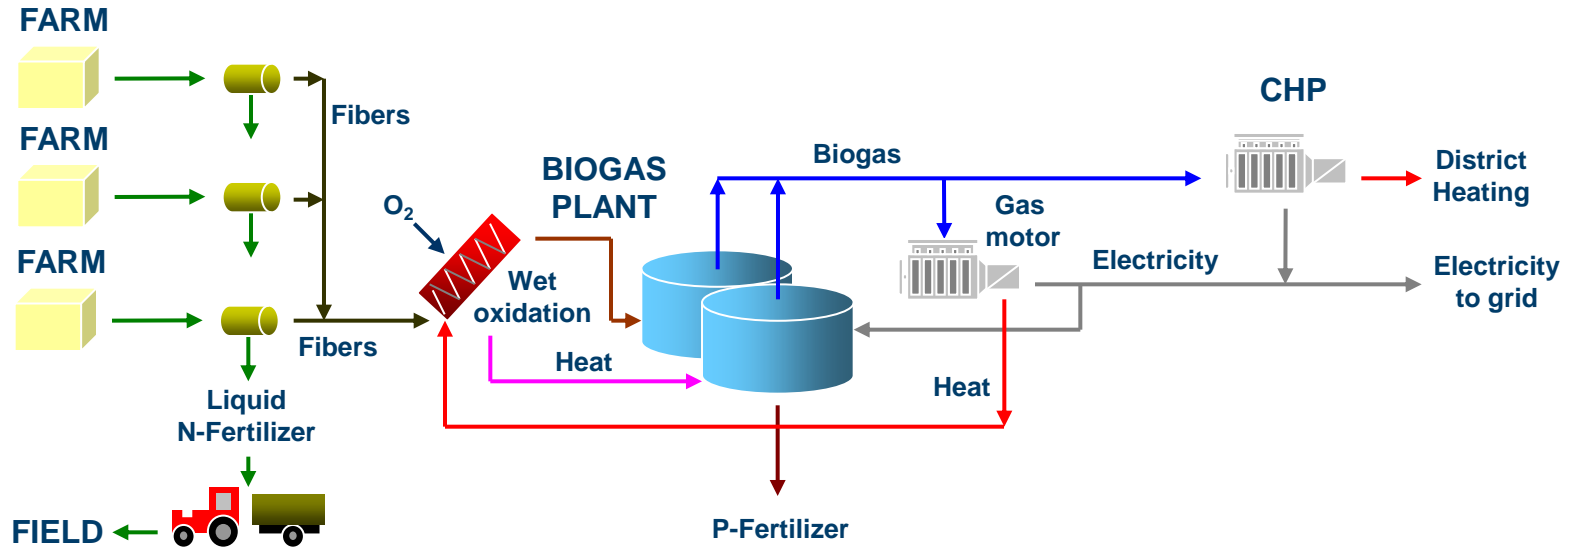 FARM
FARM
FARM
Fibers
Fibers
Liquid
N-Fertilizer
FIELD
O₂
BIOGAS
PLANT
Wet
oxidation
Heat
Biogas
Gas
motor
Heat
P-Fertilizer
CHP
Electricity
District
Heating
Electricity
to grid